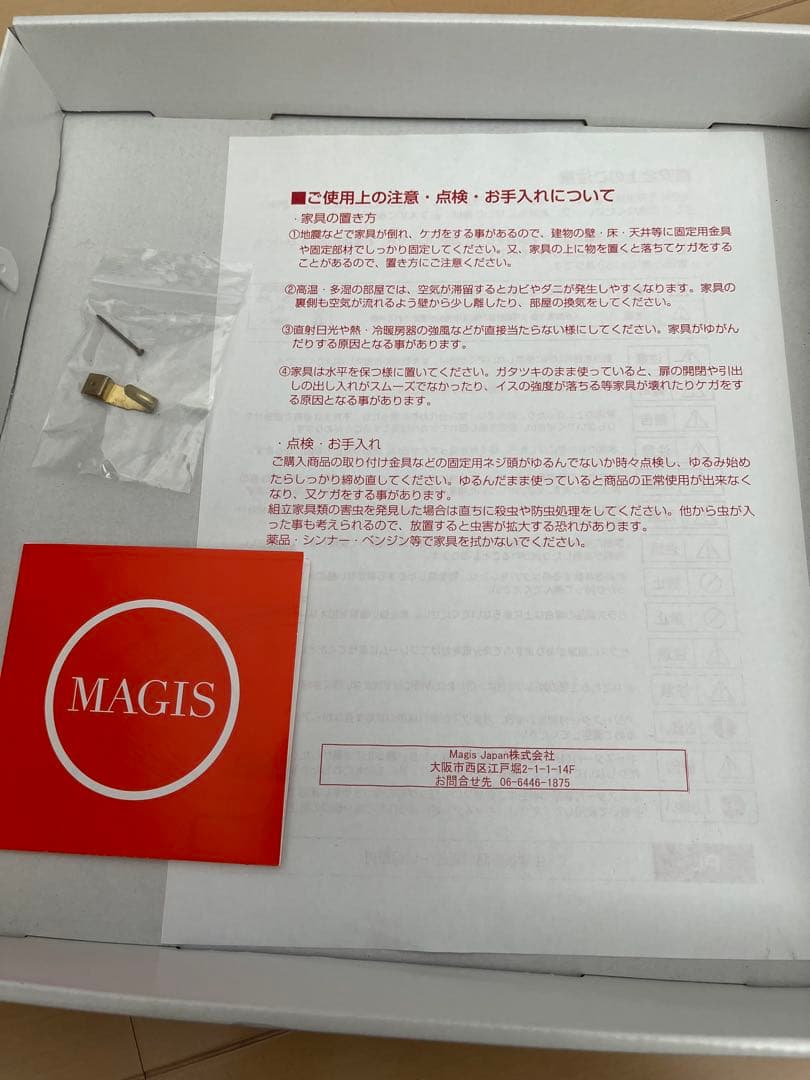 ■ご使用上の注意・点検・お手入れについて
・家具の置き方
①地震などで家具が倒れ、ケガをする事があるので、建物の壁・床・天井等に固定用金具
や固定部材でしっかり固定してください。又、家具の上に物を置くと落ちてケガをする
ことがあるので、置き方にご注意ください。
②高温・多湿の部屋では、空気が滞留するとカビやダニが発生しやすくなります。家具の
裏側も空気が流れるよう壁から少し離したり、部屋の換気をしてください。
③直射日光や熱・冷暖房器の強風などが直接当たらない様にしてください。家具がゆがん
だりする原因となる事があります。
④家具は水平を保つ様に置いてください。ガタツキのまま使っていると、扉の開閉や引出
しの出し入れがスムーズでなかったり、イスの強度が落ちる等家具が壊れたりケガをす
る原因となる事があります。
・点検・お手入れ
ご購入商品の取り付け金具などの固定用ネジ頭がゆるんでないか時々点検し、ゆるみ始め
たらしっかり締め直してください。ゆるんだまま使っていると商品の正常使用が出来なく
なり、又ケガをする事があります。
組立家具類の害虫を発見した場合は直ちに殺虫や防虫処理をしてください。他から虫が入
った事も考えられるので、放置すると虫害が拡大する恐れがあります。
薬品・シンナー・ベンジン等で家具を拭かないでください。
MAGIS
Magis Japan株式会社
大阪市西区江戸堀2-1-1-14F
お問合せ先 06-6446-1875